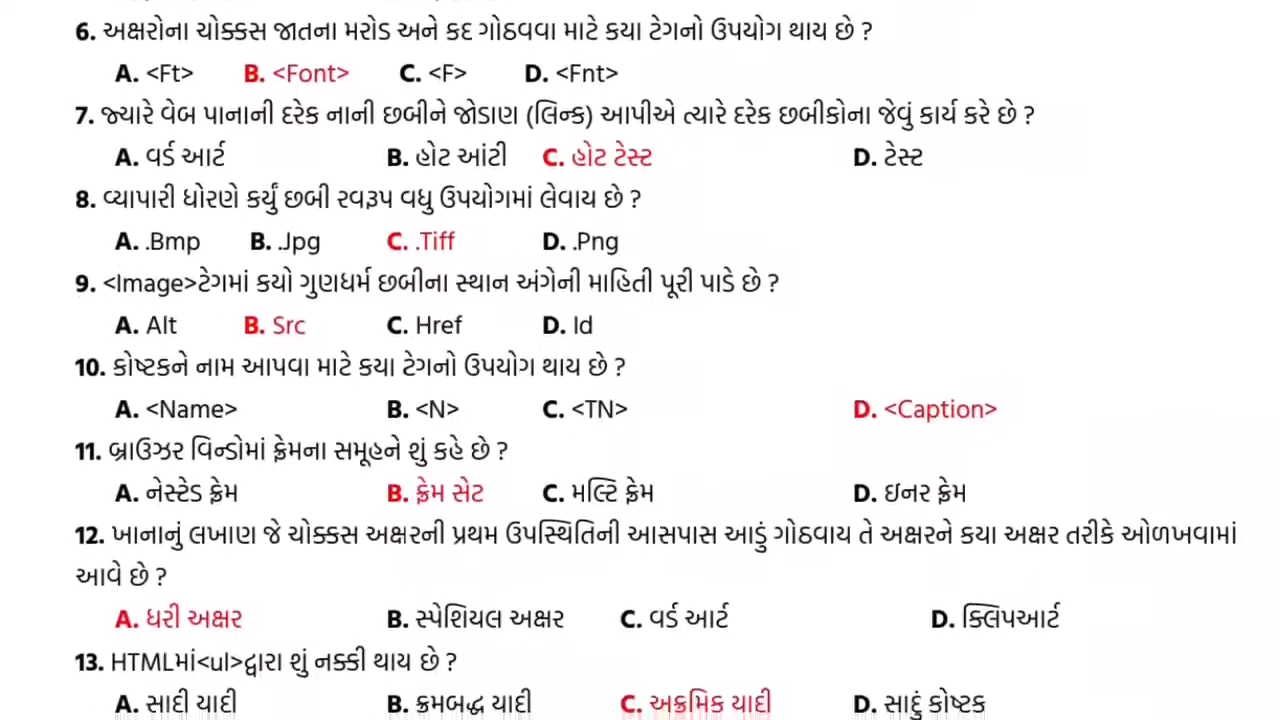 6. અક્ષરોના ચોક્કસ જાતના મરોડ અને કદ ગોઠવવા માટે કયા ટેગનો ઉપયોગ થાય છે ?
A. <Ft> B. <Font> C. <F> D. <Fnt>
7. જ્યારે વેબ પાનાની દરેક નાની છબીને જોડાણ (લિન્ક) આપીએ ત્યારે દરેક છબીકોના જેવું કાર્ય કરે છે ?
A. વર્ડ આર્ટ B. હોટ આંટી C. હોટ ટેસ્ટ D. ટેસ્ટ
8. વ્યાપારી ધોરણે કર્યું છબી રવરૂપ વધુ ઉપયોગમાં લેવાય છે ?
A. .Bmp B. .Jpg C. .Tiff D. .Png
9. <Image>ટેગમાં કયો ગુણધર્મ છબીના સ્થાન અંગેની માહિતી પૂરી પાડે છે ?
A. Alt B. Src C. Href D. Id
10. કોષ્ટકને નામ આપવા માટે કયા ટેગનો ઉપયોગ થાય છે ?
A. <Name> B. <N> C. <TN> D. <Caption>
11. બ્રાઉઝર વિન્ડોમાં ફ્રેમના સમૂહને શું કહે છે ?
A. નેસ્ટેડ ફ્રેમ B. ફ્રેમ સેટ C. મલ્ટિ ફ્રેમ D. ઇનર ફ્રેમ
12. ખાનાનું લખાણ જે ચોક્કસ અક્ષરની પ્રથમ ઉપસ્થિતિની આસપાસ આડું ગોઠવાય તે અક્ષરને કયા અક્ષર તરીકે ઓળખવામાં
આવે છે ?
A. ધરી અક્ષર B. સ્પેશિયલ અક્ષર C. વર્ડ આર્ટ D. ક્લિપઆર્ટ
13. HTMLમાં<ul>દ્વારા શું નક્કી થાય છે ?
A. સાદી યાદી B. ક્રમબદ્ધ યાદી C. અક્રમિક યાદી D. સાદું કોષ્ટક